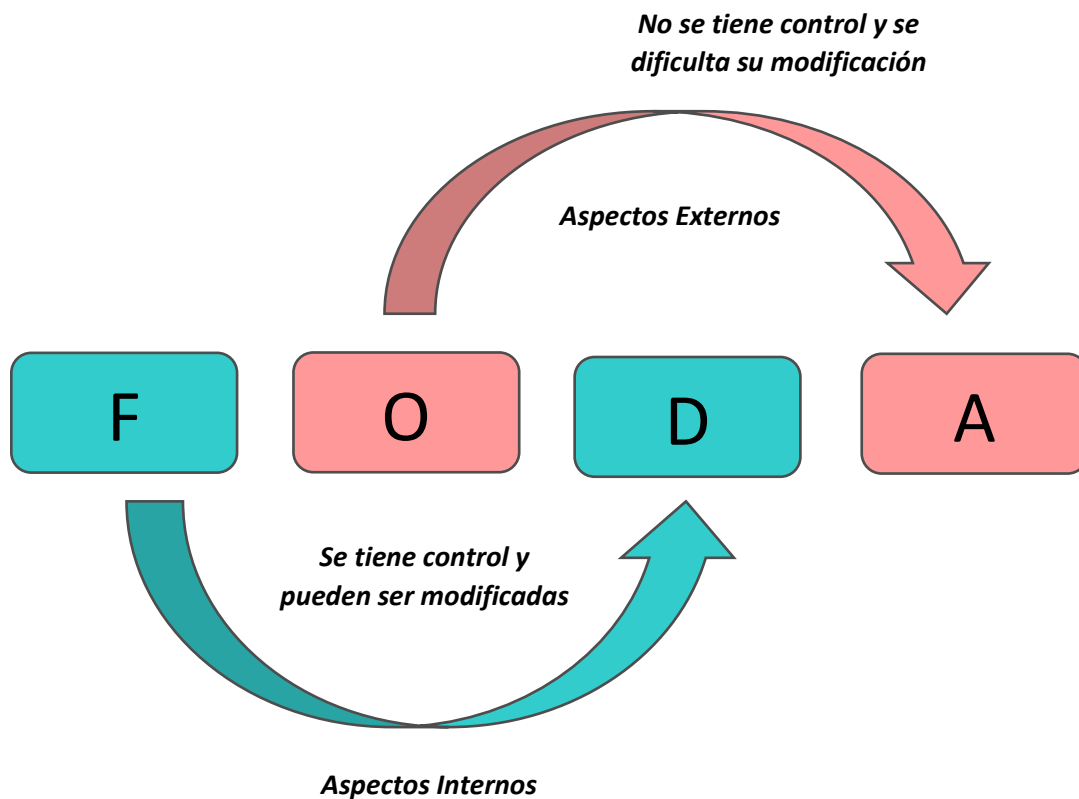 No se tiene control y se
dificulta su modificación
Aspectos Externos
F O D A
Se tiene control y
pueden ser modificadas
Aspectos Internos